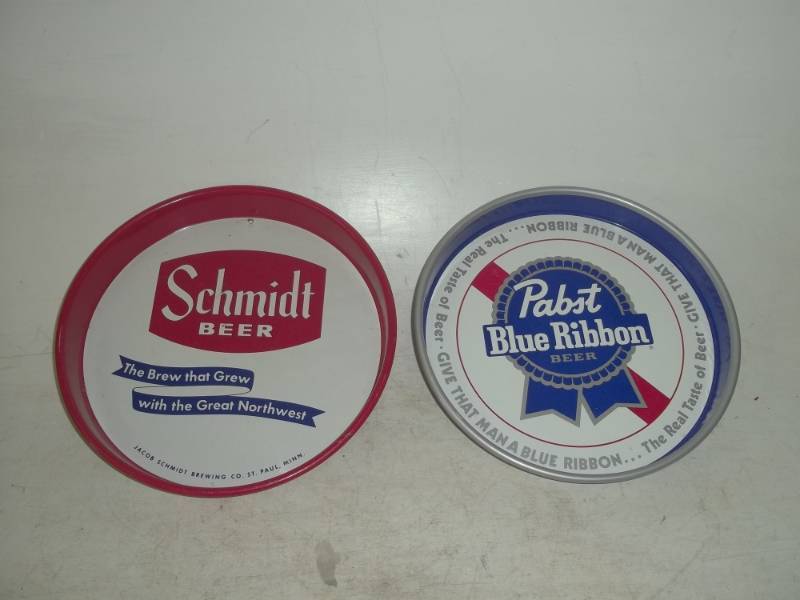 Schmidt
BEER
The Brew that Grew
with the Great Northwest
JACOB SCHMIDT BREWING CO. ST. PAUL, MINN.
Pabst
Blue Ribbon
BEER
GIVE THAT MAN A BLUE RIBBON... The Real Taste of Beer ·
GIVE THAT MAN A BLUE RIBBON.... The Real Taste of Beer ·